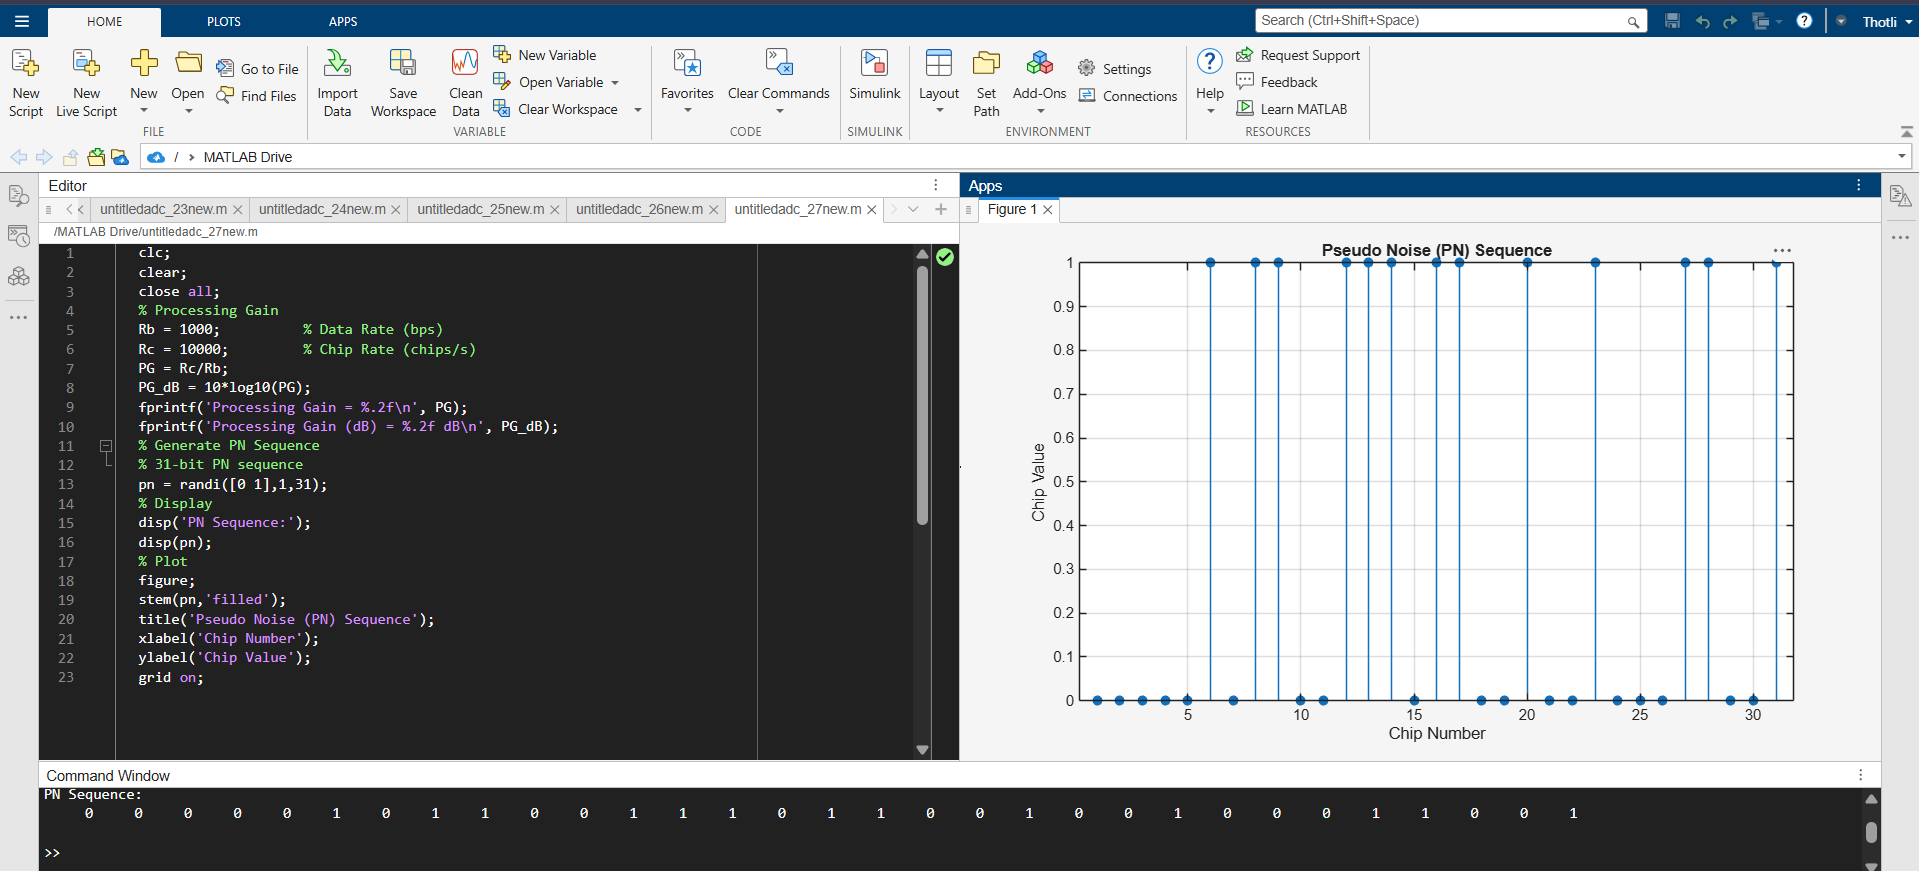 HOME PLOTS APPS Search (Ctrl+Shift+Space) ? Thotli
New Script
New Live Script
New
Open
Go to File
Find Files
FILE
Import Data
Save Workspace
Clean Data
New Variable
Open Variable
Clear Workspace
VARIABLE
Favorites
Clear Commands
CODE
Simulink
SIMULINK
Layout
Set Path
Add-Ons
Settings
Connections
ENVIRONMENT
? Help
Request Support
Feedback
Learn MATLAB
RESOURCES
/ › MATLAB Drive
Editor
untitledadc_23new.m × untitledadc_24new.m × untitledadc_25new.m × untitledadc_26new.m × untitledadc_27new.m ×
/MATLAB Drive/untitledadc_27new.m
1 clc;
2 clear;
3 close all;
4 % Processing Gain
5 Rb = 1000;          % Data Rate (bps)
6 Rc = 10000;         % Chip Rate (chips/s)
7 PG = Rc/Rb;
8 PG_dB = 10*log10(PG);
9 fprintf('Processing Gain = %.2f\n', PG);
10 fprintf('Processing Gain (dB) = %.2f dB\n', PG_dB);
11 % Generate PN Sequence
12 % 31-bit PN sequence
13 pn = randi([0 1],1,31);
14 % Display
15 disp('PN Sequence:');
16 disp(pn);
17 % Plot
18 figure;
19 stem(pn,'filled');
20 title('Pseudo Noise (PN) Sequence');
21 xlabel('Chip Number');
22 ylabel('Chip Value');
23 grid on;
Apps
Figure 1 ×
Pseudo Noise (PN) Sequence
1
0.9
0.8
0.7
0.6
0.5
0.4
0.3
0.2
0.1
0
Chip Value
5 10 15 20 25 30
Chip Number
Command Window
PN Sequence:
0 0 0 0 0 1 0 1 1 0 0 1 1 1 0 1 1 0 0 1 0 0 1 0 0 0 1 1 0 0 1
>>